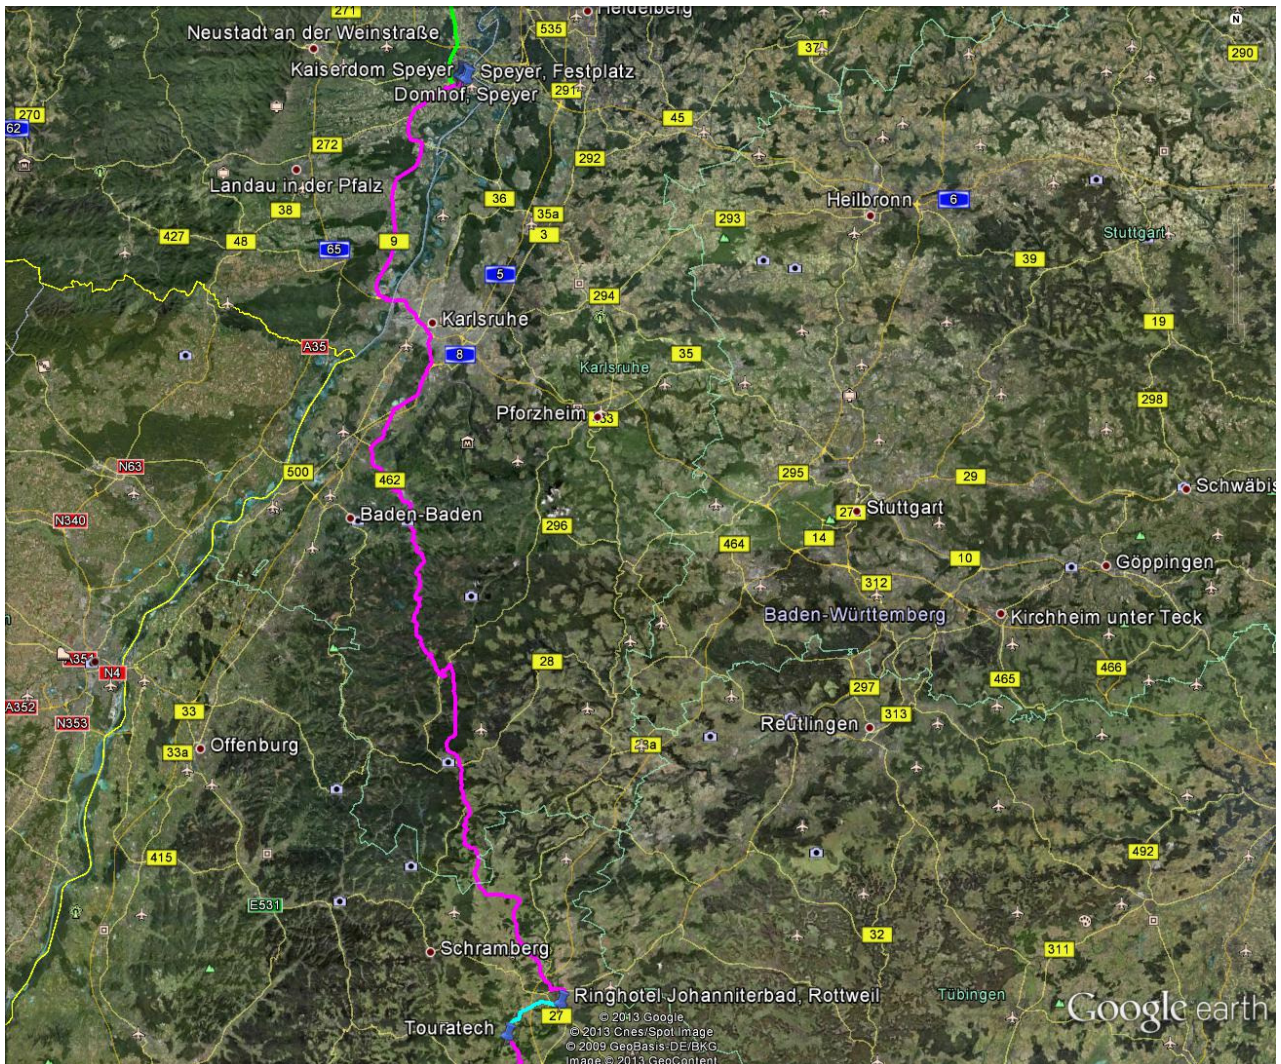 271
Heidelberg
Neustadt an der Weinstraße
535
37
290
Kaiserdom Speyer
Speyer, Festplatz
Domhof, Speyer
291
270
62
45
272
292
Landau in der Pfalz
36
Heilbronn
6
38
35a
293
427
48
9
3
Stuttgart
65
5
39
294
Karlsruhe
19
A35
8
35
Karlsruhe
298
Pforzheim
N63
500
462
295
29
Schwäbis
N340
Baden-Baden
Stuttgart
296
14
464
10
Göppingen
312
Baden-Württemberg
Kirchheim unter Teck
A351
N4
28
466
465
297
A352
N353
33
313
Reutlingen
33a
Offenburg
28a
415
492
E531
32
Schramberg
311
Ringhotel Johanniterbad, Rottweil
Tübingen
Google earth
27
Touratech
© 2013 Google
© 2013 Cnes/Spot Image
© 2009 GeoBasis-DE/BKG
Image © 2013 GeoContent
N